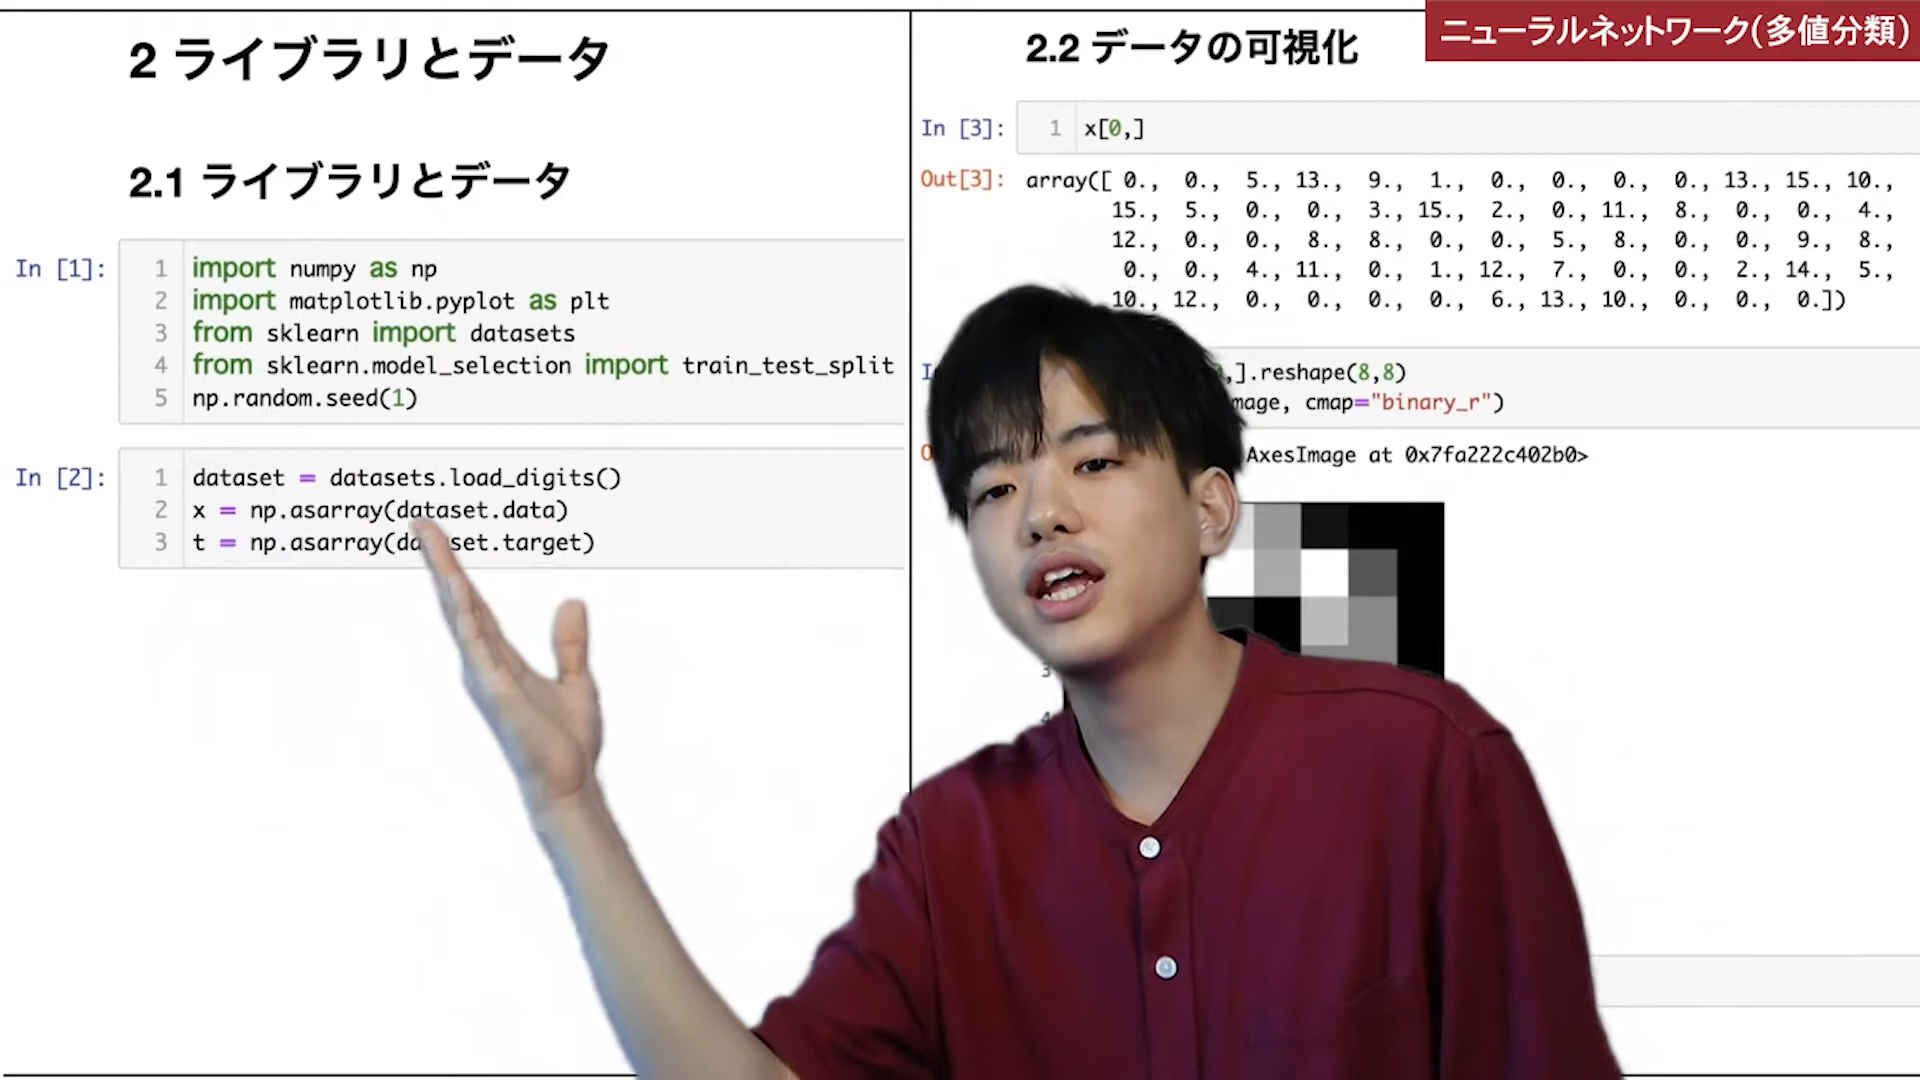 ニューラルネットワーク(多値分類)
2 ライブラリとデータ
2.1 ライブラリとデータ
In [1]:
1 import numpy as np
2 import matplotlib.pyplot as plt
3 from sklearn import datasets
4 from sklearn.model_selection import train_test_split
5 np.random.seed(1)
In [2]:
1 dataset = datasets.load_digits()
2 x = np.asarray(dataset.data)
3 t = np.asarray(dataset.target)
2.2 データの可視化
In [3]:
1 x[0,]
Out[3]:
array([ 0., 0., 5., 13., 9., 1., 0., 0., 0., 0., 13., 15., 10.,
15., 5., 0., 0., 3., 15., 2., 0., 11., 8., 0., 0., 4.,
12., 0., 0., 8., 8., 0., 0., 5., 8., 0., 0., 9., 8.,
0., 0., 4., 11., 0., 1., 12., 7., 0., 0., 2., 14., 5.,
10., 12., 0., 0., 0., 0., 6., 13., 10., 0., 0., 0.])
,].reshape(8,8)
mage, cmap="binary_r")
AxesImage at 0x7fa222c402b0>
3
4